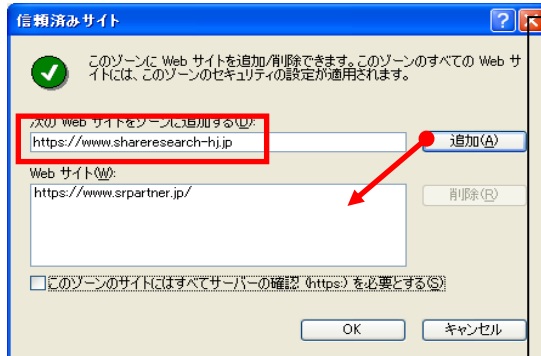 信頼済みサイト
このゾーンに Web サイトを追加/削除できます。このゾーンのすべての Web サ
イトには、このゾーンのセキュリティの設定が適用されます。
次の Web サイトをゾーンに追加する(D):
https://www.shareresearch-hj.jp
追加(A)
Web サイト(W):
https://www.srpartner.jp/
削除(R)
このゾーンのサイトにはすべてサーバーの確認 (https:) を必要とする(S)
OK
キャンセル